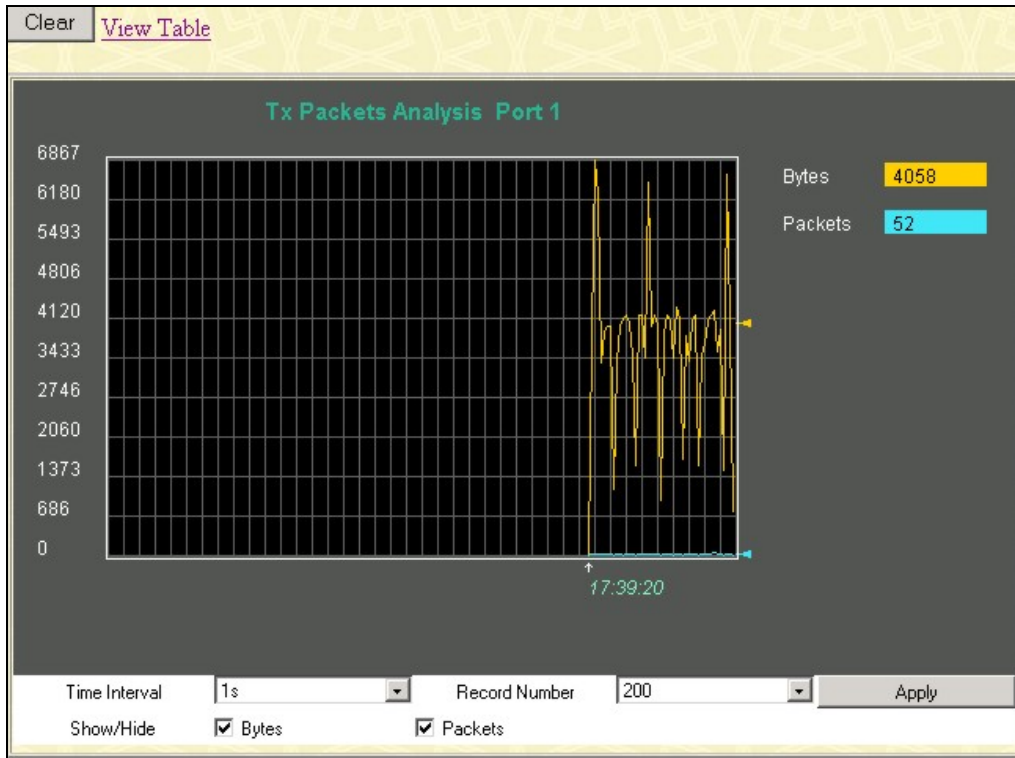 Clear View Table
Tx Packets Analysis Port 1
6867
6180
5493
4806
4120
3433
2746
2060
1373
686
0
Bytes 4058
Packets 52
17:39:20
Time Interval 1s Record Number 200 Apply
Show/Hide Bytes Packets